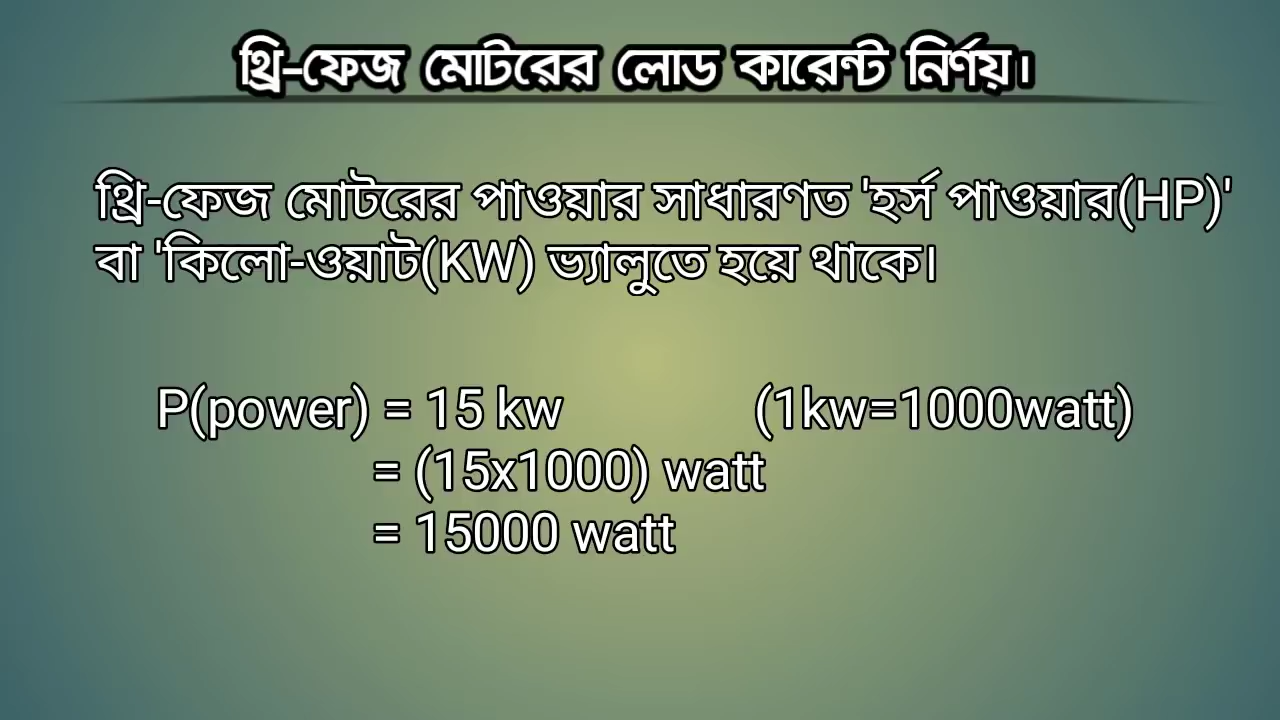 থ্রি-ফেজ মোটরের লোড কারেন্ট নির্ণয়।
থ্রি-ফেজ মোটরের পাওয়ার সাধারণত 'হর্স পাওয়ার(HP)'
বা 'কিলো-ওয়াট(KW) ভ্যালুতে হয়ে থাকে।
P(power) = 15 kw (1kw=1000watt)
= (15x1000) watt
= 15000 watt